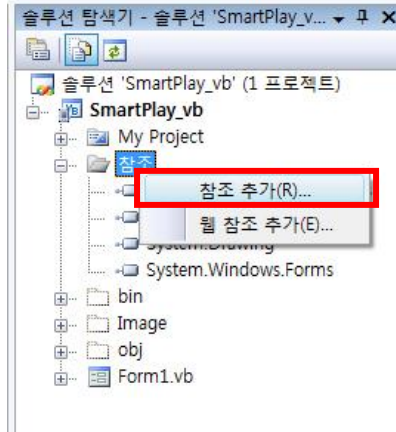 솔루션 탐색기 - 솔루션 'SmartPlay_v...
솔루션 'SmartPlay_vb' (1 프로젝트)
SmartPlay_vb
My Project
참조
참조 추가(R)...
웹 참조 추가(E)...
System.Drawing
System.Windows.Forms
bin
Image
obj
Form1.vb